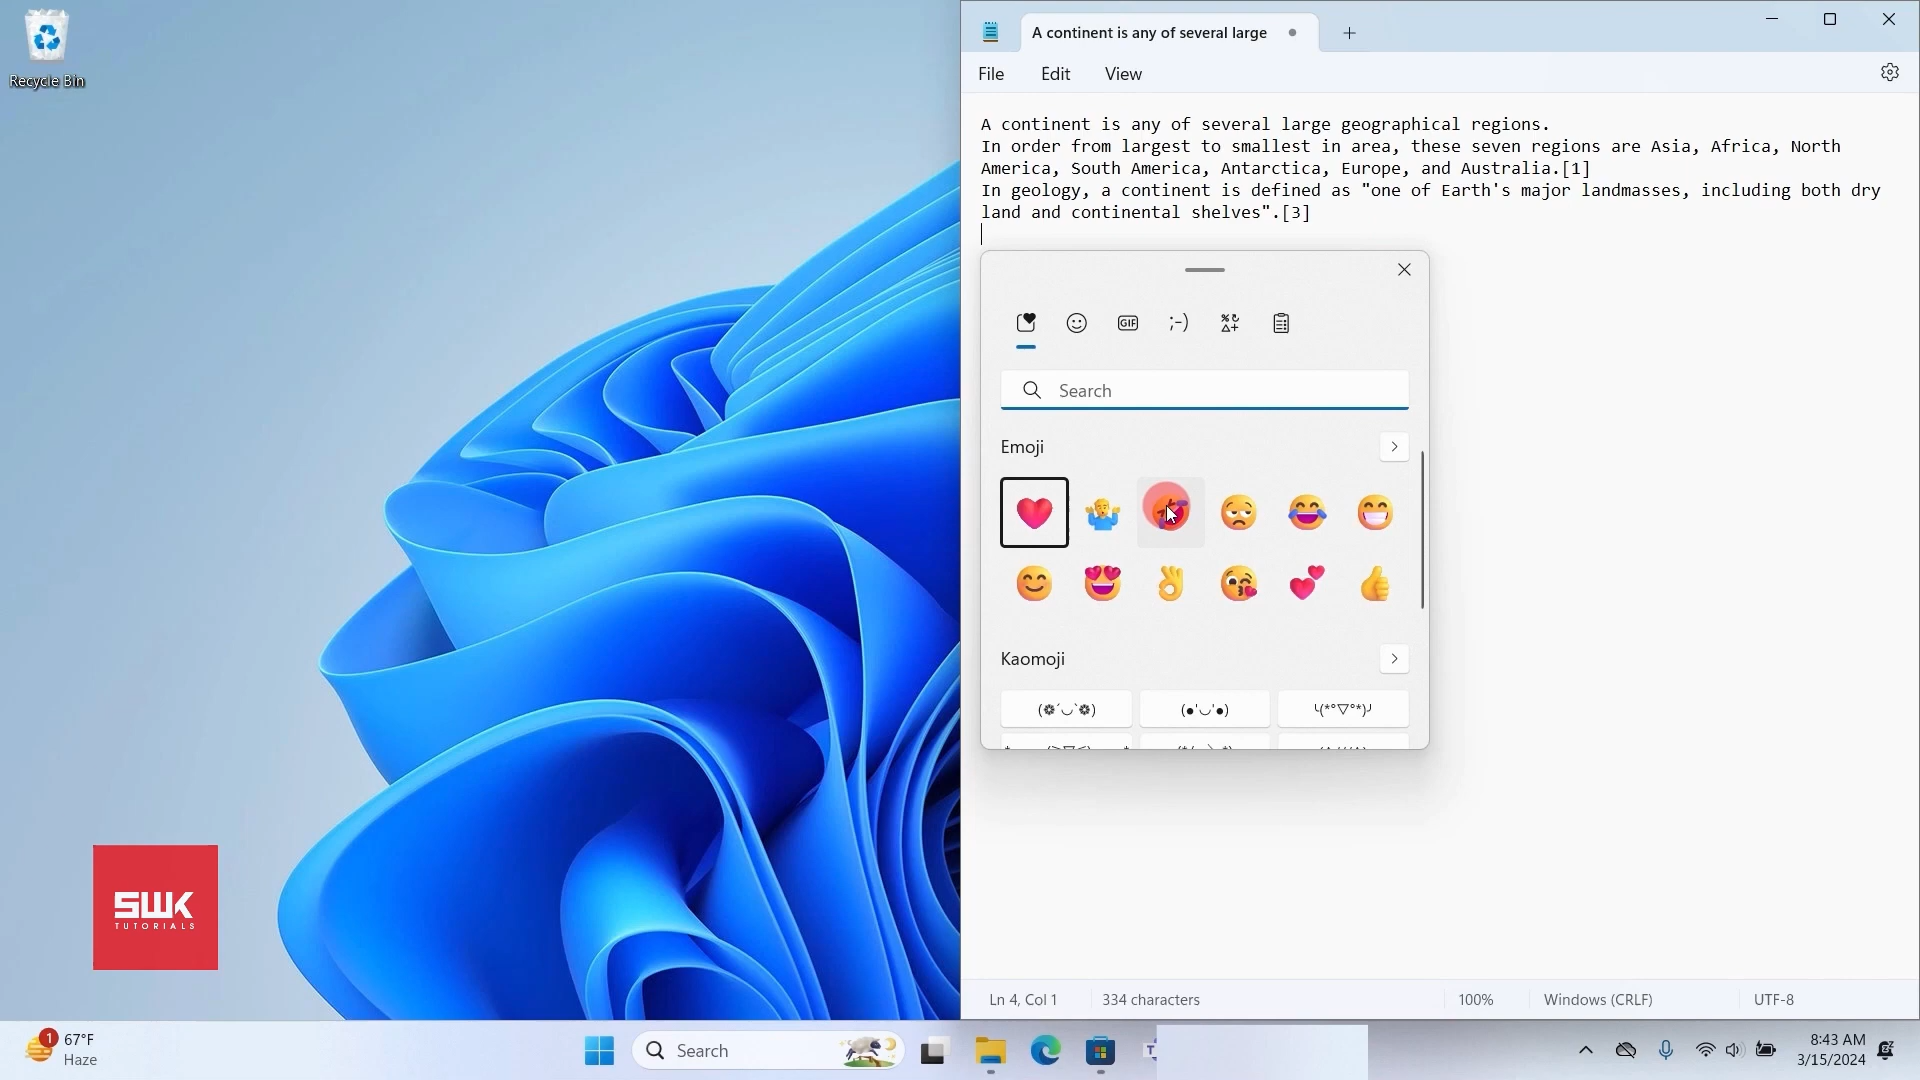 Recycle Bin
A continent is any of several large
File Edit View
A continent is any of several large geographical regions.
In order from largest to smallest in area, these seven regions are Asia, Africa, North
America, South America, Antarctica, Europe, and Australia.[1]
In geology, a continent is defined as "one of Earth's major landmasses, including both dry
land and continental shelves".[3]
GIF ;-)
Search
Emoji
Kaomoji
(❁´◡`❁) (●'◡'●) ╰(*°▽°*)╯
SWK
TUTORIALS
Ln 4, Col 1 334 characters 100% Windows (CRLF) UTF-8
1 67°F
Haze
Search
T
8:43 AM
3/15/2024